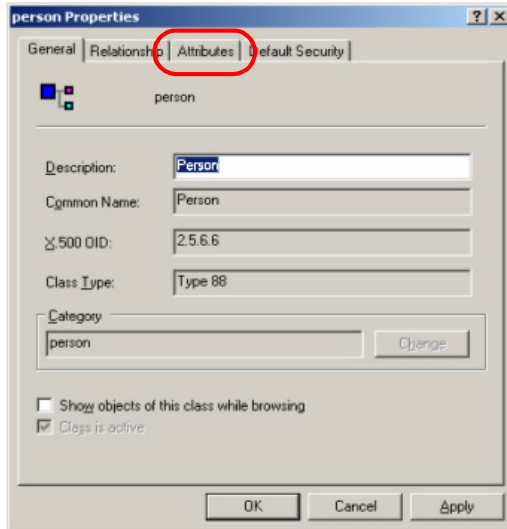 person Properties
General Relationship Attributes Default Security
person
Description: Person
Common Name: Person
X.500 OID: 2.5.6.6
Class Type: Type 88
Category
person Change
Show objects of this class while browsing
Class is active
OK Cancel Apply